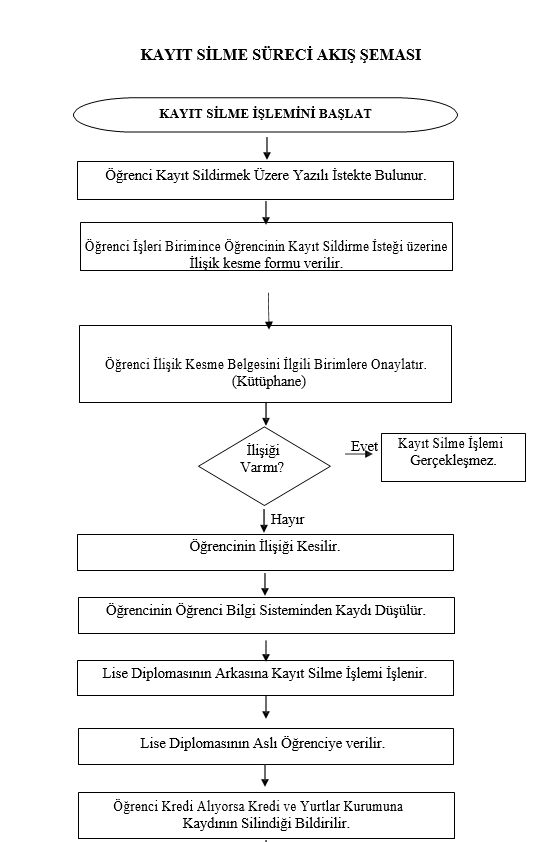 KAYIT SİLME SÜRECİ AKIŞ ŞEMASI
KAYIT SİLME İŞLEMİNİ BAŞLAT
Öğrenci Kayıt Sildirmek Üzere Yazılı İstekte Bulunur.
Öğrenci İşleri Birimince Öğrencinin Kayıt Sildirme İsteği üzerine
İlişik kesme formu verilir.
Öğrenci İlişik Kesme Belgesini İlgili Birimlere Onaylatır.
(Kütüphane)
İlişiği
Varmı?
Evet
Kayıt Silme İşlemi
Gerçekleşmez.
Hayır
Öğrencinin İlişiği Kesilir.
Öğrencinin Öğrenci Bilgi Sisteminden Kaydı Düşülür.
Lise Diplomasının Arkasına Kayıt Silme İşlemi İşlenir.
Lise Diplomasının Aslı Öğrenciye verilir.
Öğrenci Kredi Alıyorsa Kredi ve Yurtlar Kurumuna
Kaydının Silindiği Bildirilir.